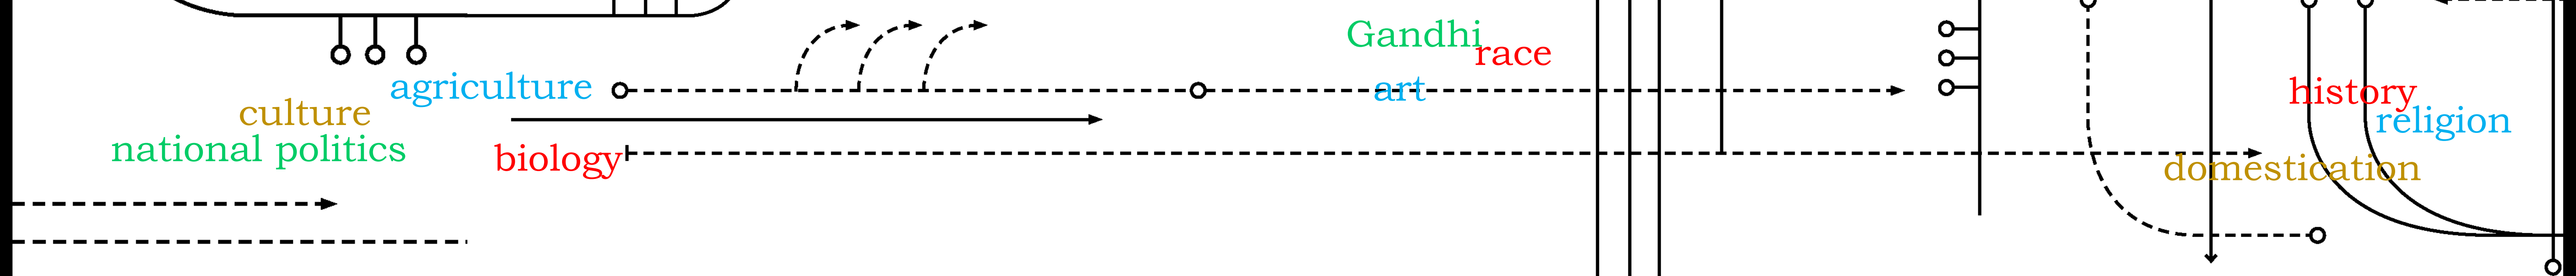 Gandhi
race
agriculture
art
culture
national politics
biology
history
religion
domestication